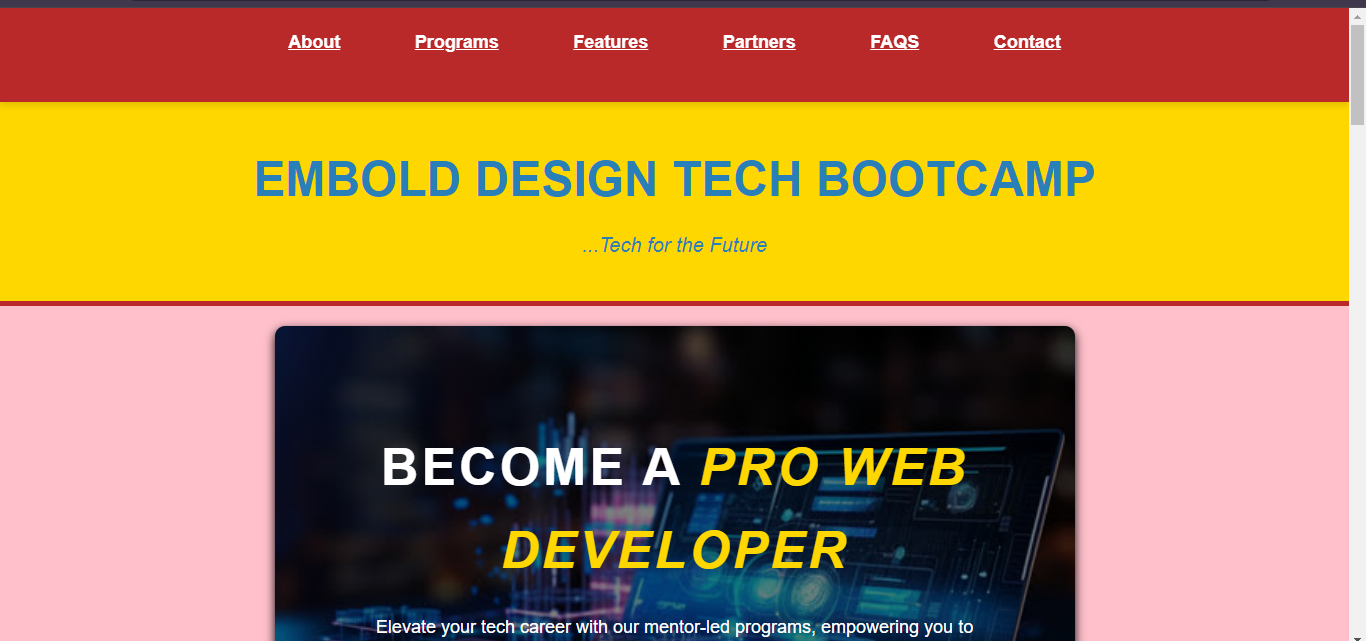 About Programs Features Partners FAQS Contact
EMBOLD DESIGN TECH BOOTCAMP
...Tech for the Future
BECOME A PRO WEB
DEVELOPER
Elevate your tech career with our mentor-led programs, empowering you to